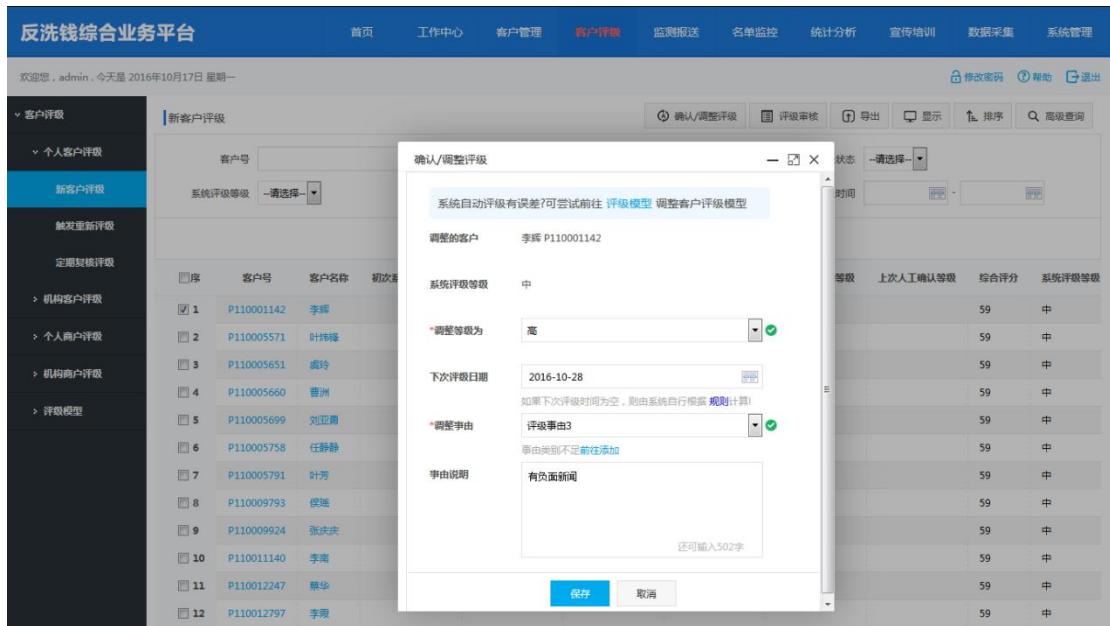 反洗钱综合业务平台 首页 工作中心 客户管理 客户评级 监测报送 名单监控 统计分析 宣传培训 数据采集 系统管理
欢迎您，admin，今天是 2016年10月17日 星期一 修改密码 帮助 退出
客户评级
个人客户评级
新客户评级
触发重新评级
定期复核评级
机构客户评级
个人商户评级
机构商户评级
评级模型
新客户评级 确认/调整评级 评级审核 导出 显示 排序 高级查询
客户号 状态 --请选择--
系统评级等级 --请选择-- 时间 -
序 客户号 客户名称 初次 等级 上次人工确认等级 综合评分 系统评级等级
1 P110001142 李辉 59 中
2 P110005571 叶炜锋 59 中
3 P110005651 虞玲 59 中
4 P110005660 曹洲 59 中
5 P110005699 刘亚勇 59 中
6 P110005758 任静静 59 中
7 P110005791 叶芳 59 中
8 P110009793 侯瑶 59 中
9 P110009924 张庆庆 59 中
10 P110011140 李南 59 中
11 P110012247 蔡华 59 中
12 P110012797 李霞 59 中
确认/调整评级
系统自动评级有误差?可尝试前往 评级模型 调整客户评级模型
调整的客户 李辉 P110001142
系统评级等级 中
*调整等级为 高
下次评级日期 2016-10-28
如果下次评级时间为空，则由系统自行根据 规则计算!
*调整事由 评级事由3
事由类别不足前往添加
事由说明 有负面新闻
还可输入502字
保存 取消